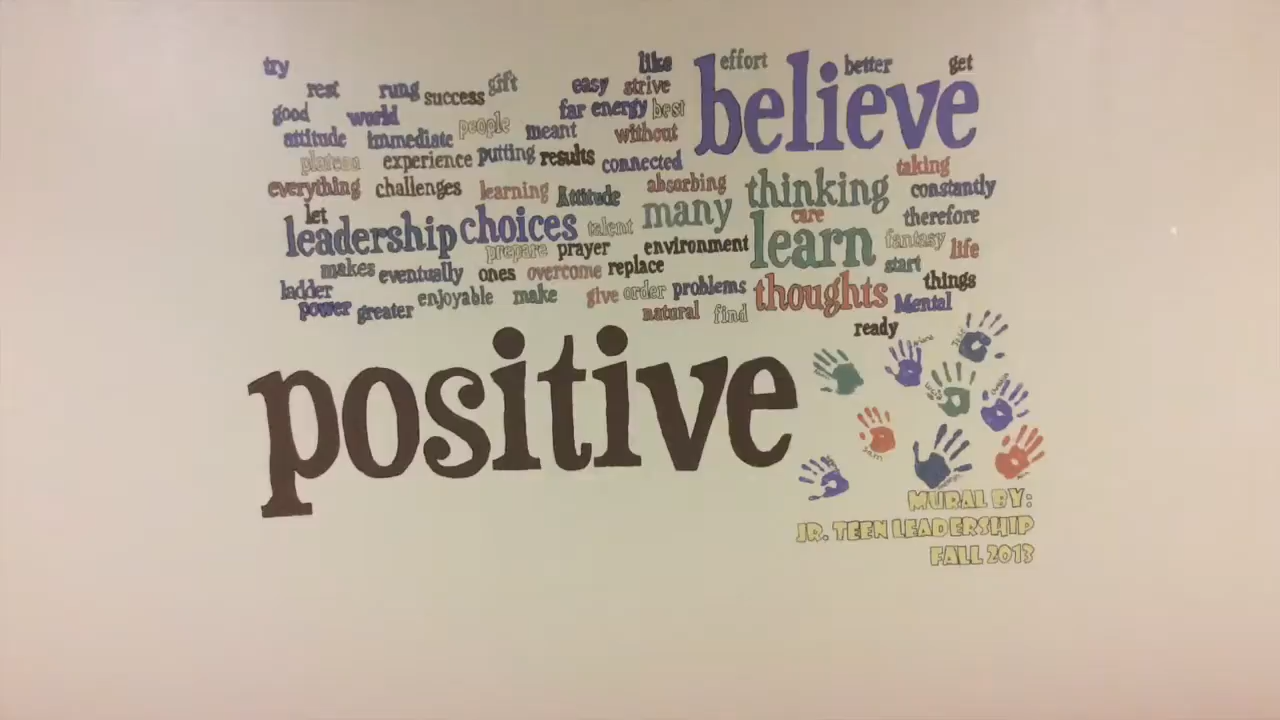 try like effort better get
rest rung success gift easy strive believe
good world far energy best
attitude immediate people meant without
plateau experience putting results connected taking
everything challenges learning Attitude absorbing thinking constantly
let leadership choices talent many care learn therefore
prepare prayer environment fantasy life
makes eventually ones overcome replace start
ladder enjoyable make give order problems thoughts things
power greater natural find Mental
ready
positive
Sam
MURAL BY:
JR. TEEN LEADERSHIP
FALL 2013